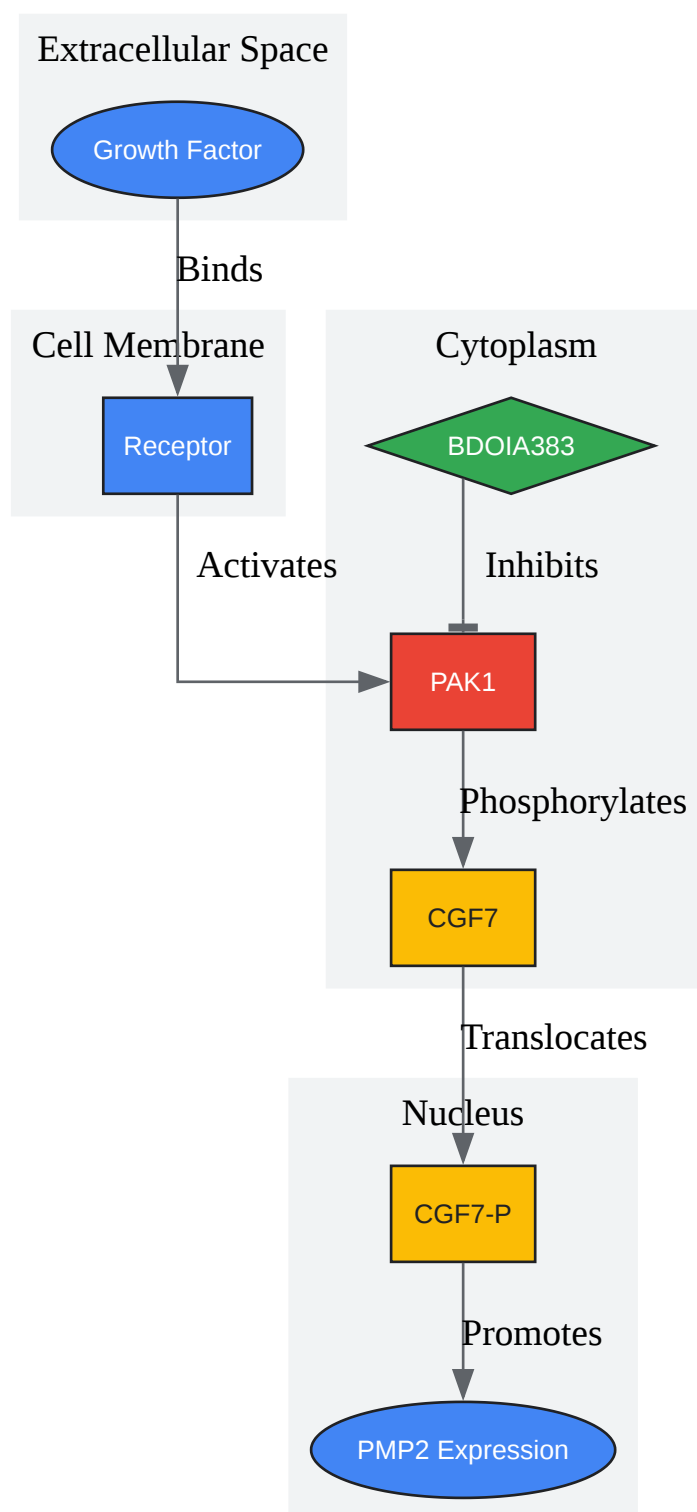 Extracellular Space
Growth Factor
Binds
Cell Membrane
Cytoplasm
Receptor
BDOIA383
Activates
Inhibits
PAK1
Phosphorylates
CGF7
Translocates
Nucleus
CGF7-P
Promotes
PMP2 Expression